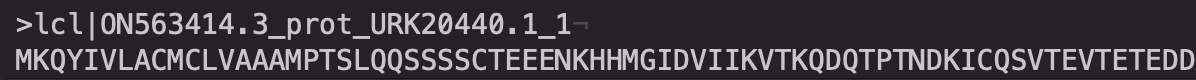 >lcl|ON563414.3_prot_URK20440.1_1¬
MKQYIVLACMCLVAAAMPTSLQQSSSSCTEEENKHHMGIDVIIKVTKQDQTPTNDKICQSVTEVTETEDD